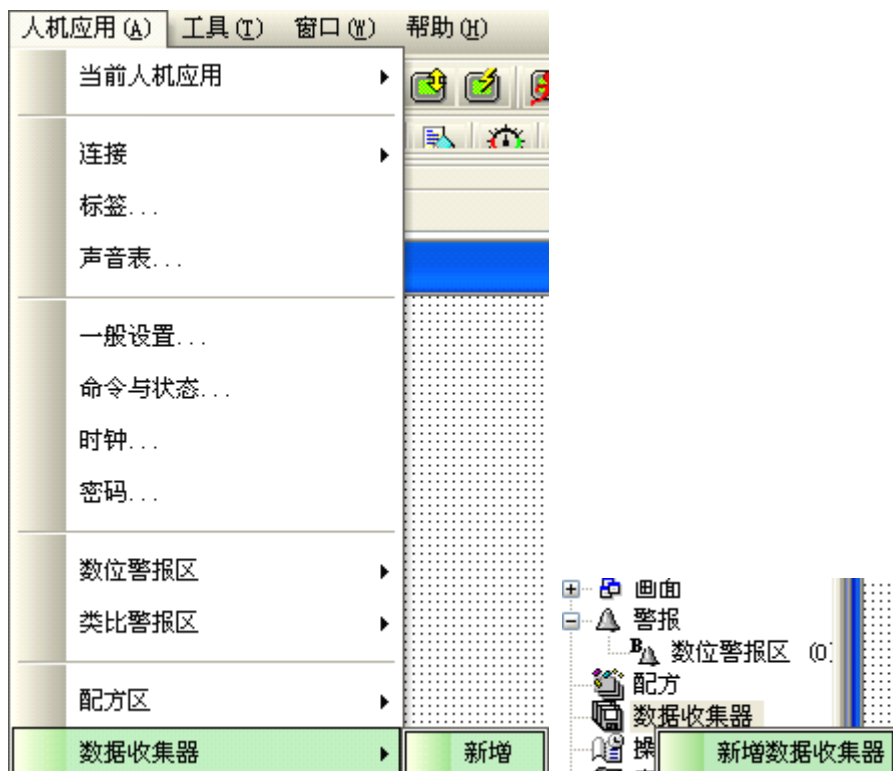 人机应用(A) 工具(T) 窗口(W) 帮助(H)
当前人机应用
连接
标签...
声音表...
一般设置...
命令与状态...
时钟...
密码...
数位警报区
类比警报区
配方区
数据收集器
新增
画面
警报
B 数位警报区 (0
配方
数据收集器
操
新增数据收集器